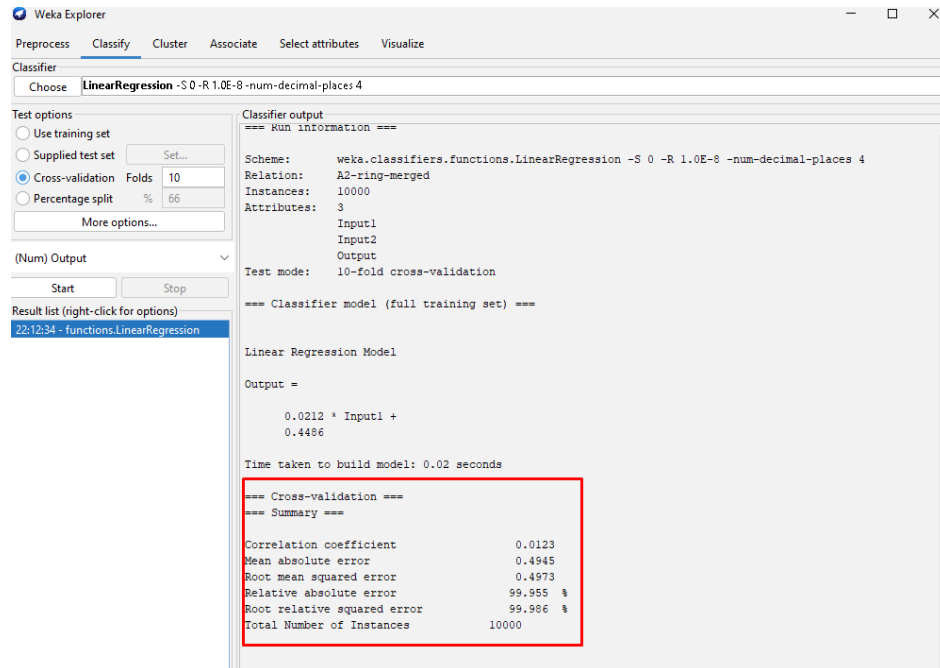 Weka Explorer
Preprocess Classify Cluster Associate Select attributes Visualize
Classifier
Choose LinearRegression -S 0 -R 1.0E-8 -num-decimal-places 4
Test options
Use training set
Supplied test set Set...
Cross-validation Folds 10
Percentage split % 66
More options...
(Num) Output
Start Stop
Result list (right-click for options)
22:12:34 - functions.LinearRegression
Classifier output
=== Run information ===
Scheme: weka.classifiers.functions.LinearRegression -S 0 -R 1.0E-8 -num-decimal-places 4
Relation: A2-ring-merged
Instances: 10000
Attributes: 3
Input1
Input2
Output
Test mode: 10-fold cross-validation
=== Classifier model (full training set) ===
Linear Regression Model
Output =
0.0212 * Input1 +
0.4486
Time taken to build model: 0.02 seconds
=== Cross-validation ===
=== Summary ===
Correlation coefficient 0.0123
Mean absolute error 0.4945
Root mean squared error 0.4973
Relative absolute error 99.955 %
Root relative squared error 99.986 %
Total Number of Instances 10000